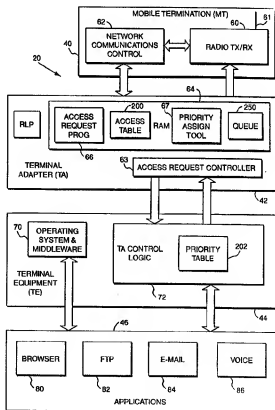 MOBILE TERMINATION (MT)
61
62
60
40
NETWORK COMMUNICATIONS CONTROL
RADIO TX/RX
20
64
200
67
250
RLP
ACCESS REQUEST PROG
ACCESS TABLE
RAM
PRIORITY ASSIGN TOOL
QUEUE
66
63
ACCESS REQUEST CONTROLLER
TERMINAL ADAPTER (TA)
42
70
OPERATING SYSTEM & MIDDLEWARE
TA CONTROL LOGIC
PRIORITY TABLE
202
TERMINAL EQUIPMENT (TE)
72
44
46
BROWSER
FTP
E-MAIL
VOICE
80
82
84
86
APPLICATIONS